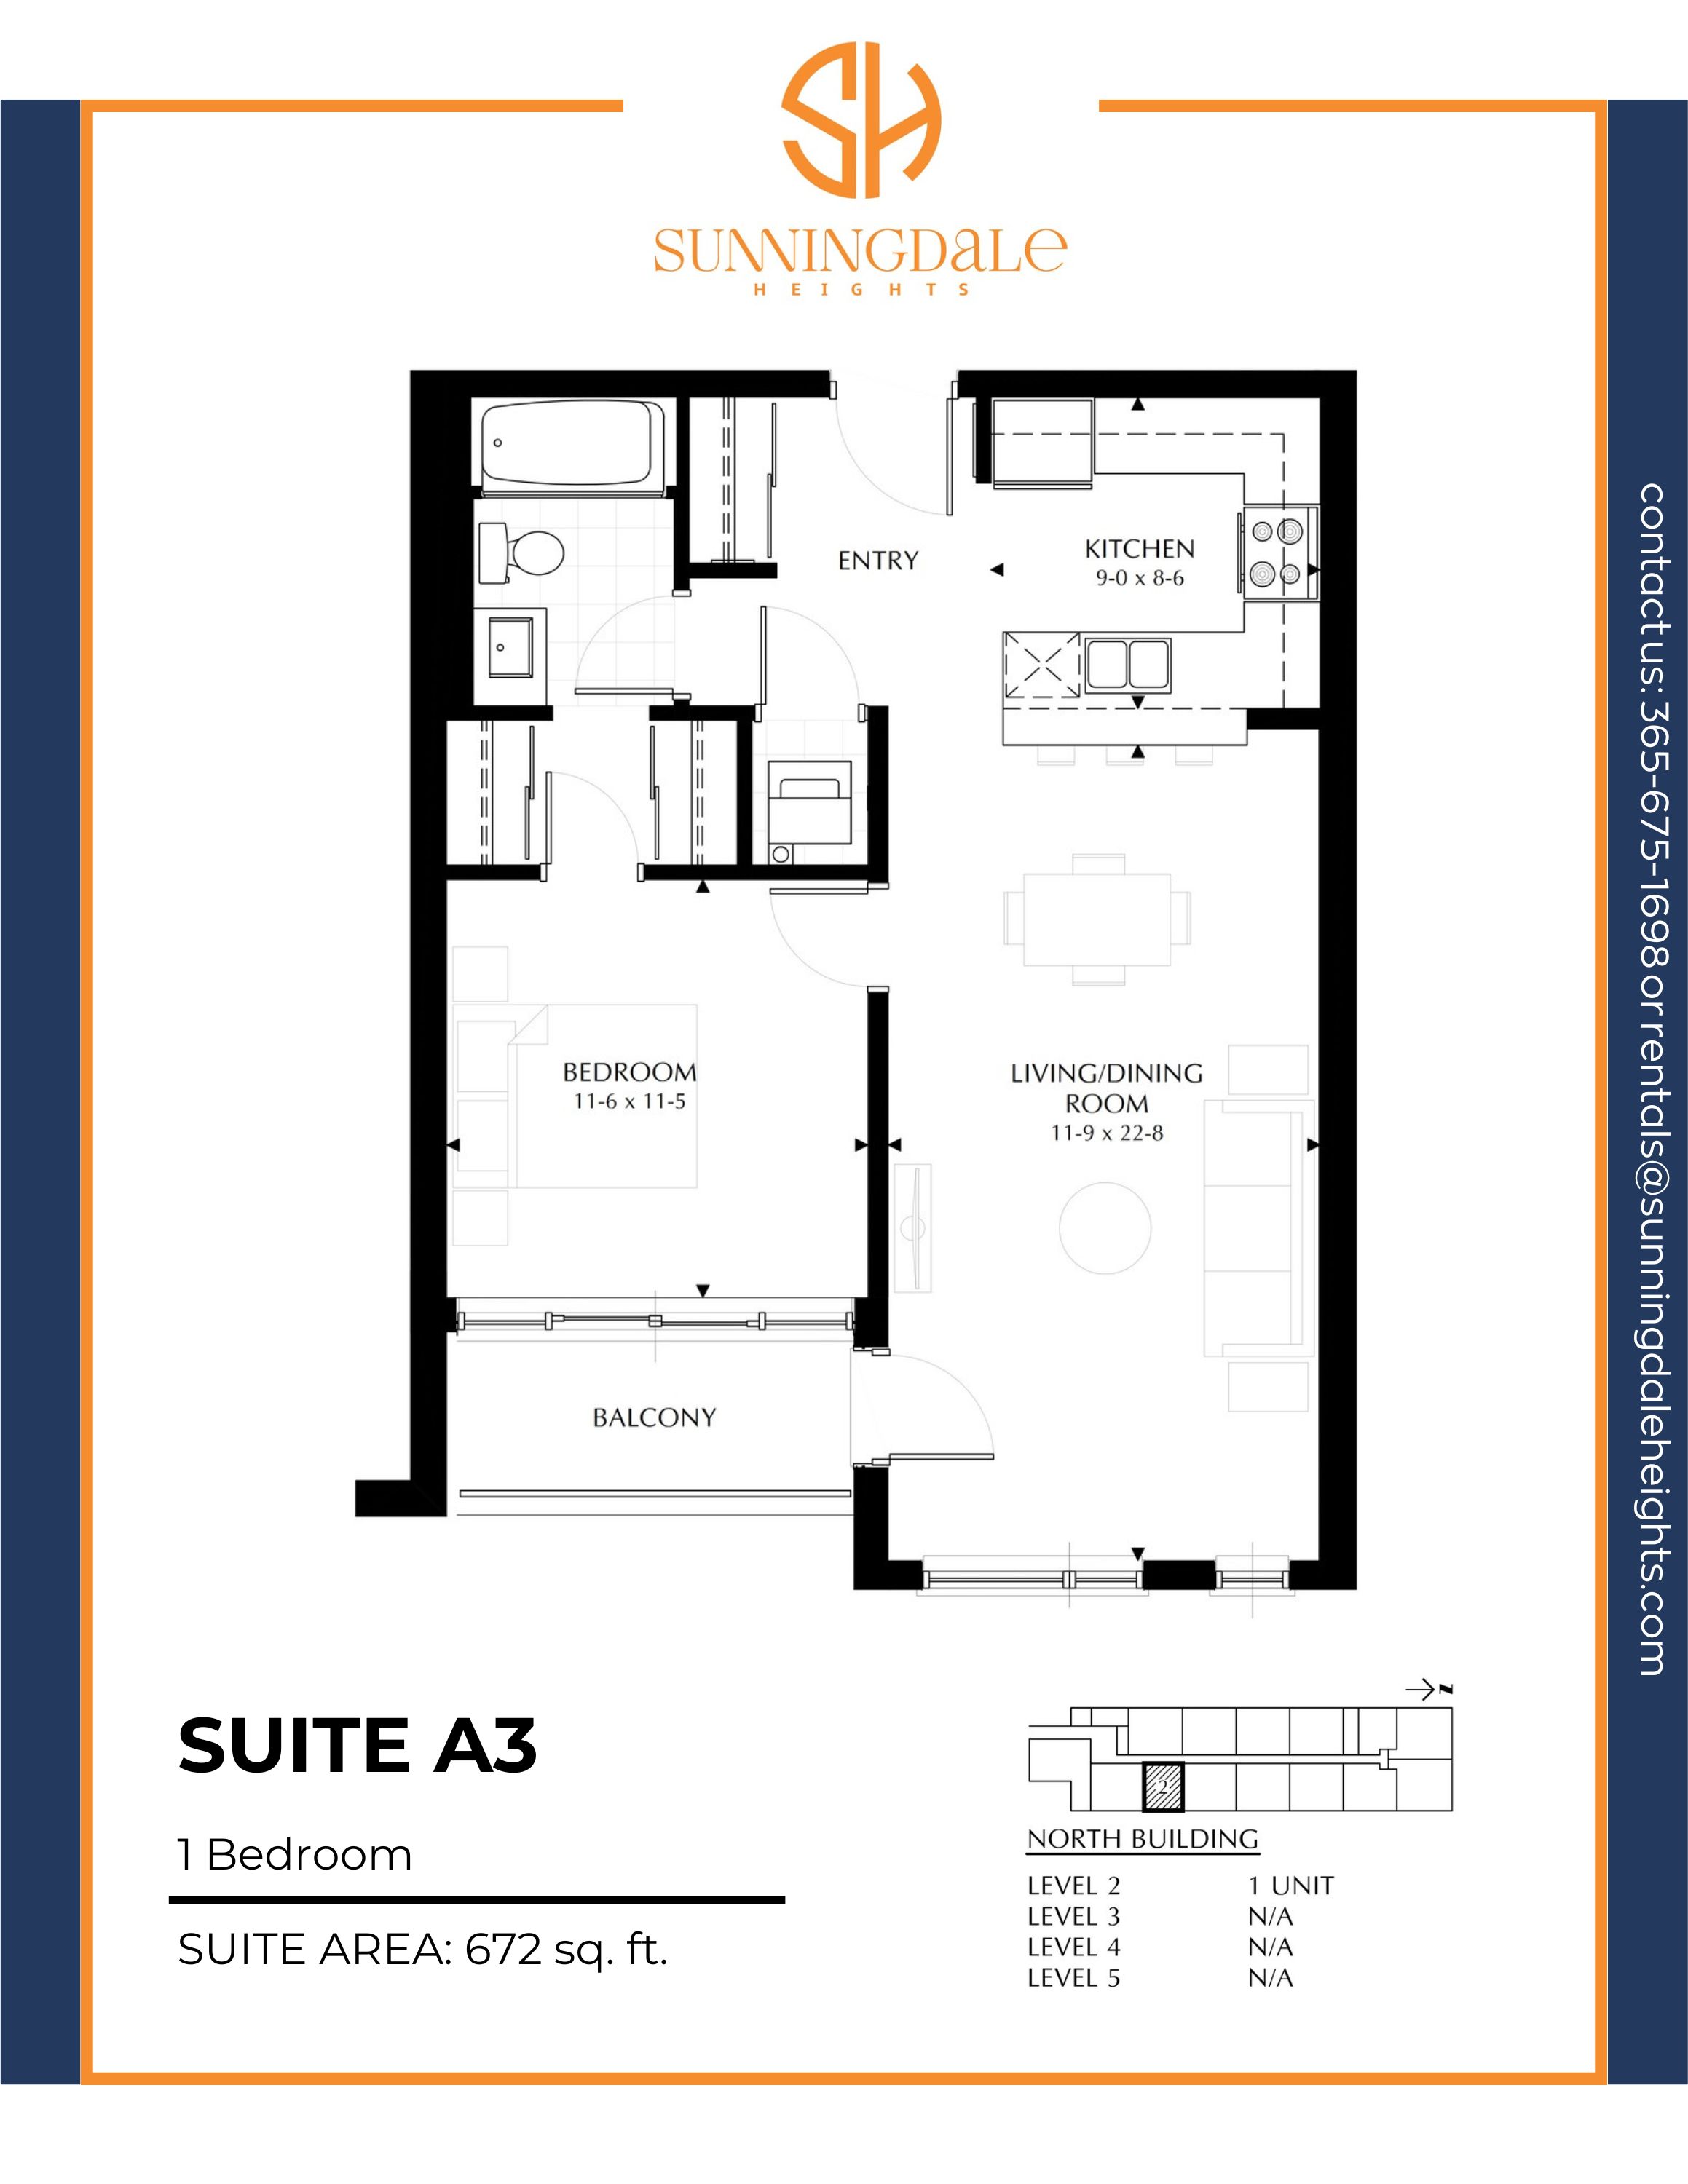 SH
SUNNINGDALE
HEIGHTS
ENTRY
KITCHEN
9-0 x 8-6
BEDROOM
11-6 x 11-5
LIVING/DINING
ROOM
11-9 x 22-8
BALCONY
SUITE A3
1 Bedroom
SUITE AREA: 672 sq. ft.
N
2
NORTH BUILDING
LEVEL 2 1 UNIT
LEVEL 3 N/A
LEVEL 4 N/A
LEVEL 5 N/A
contact us: 365-675-1698 or rentals@sunningdaleheights.com